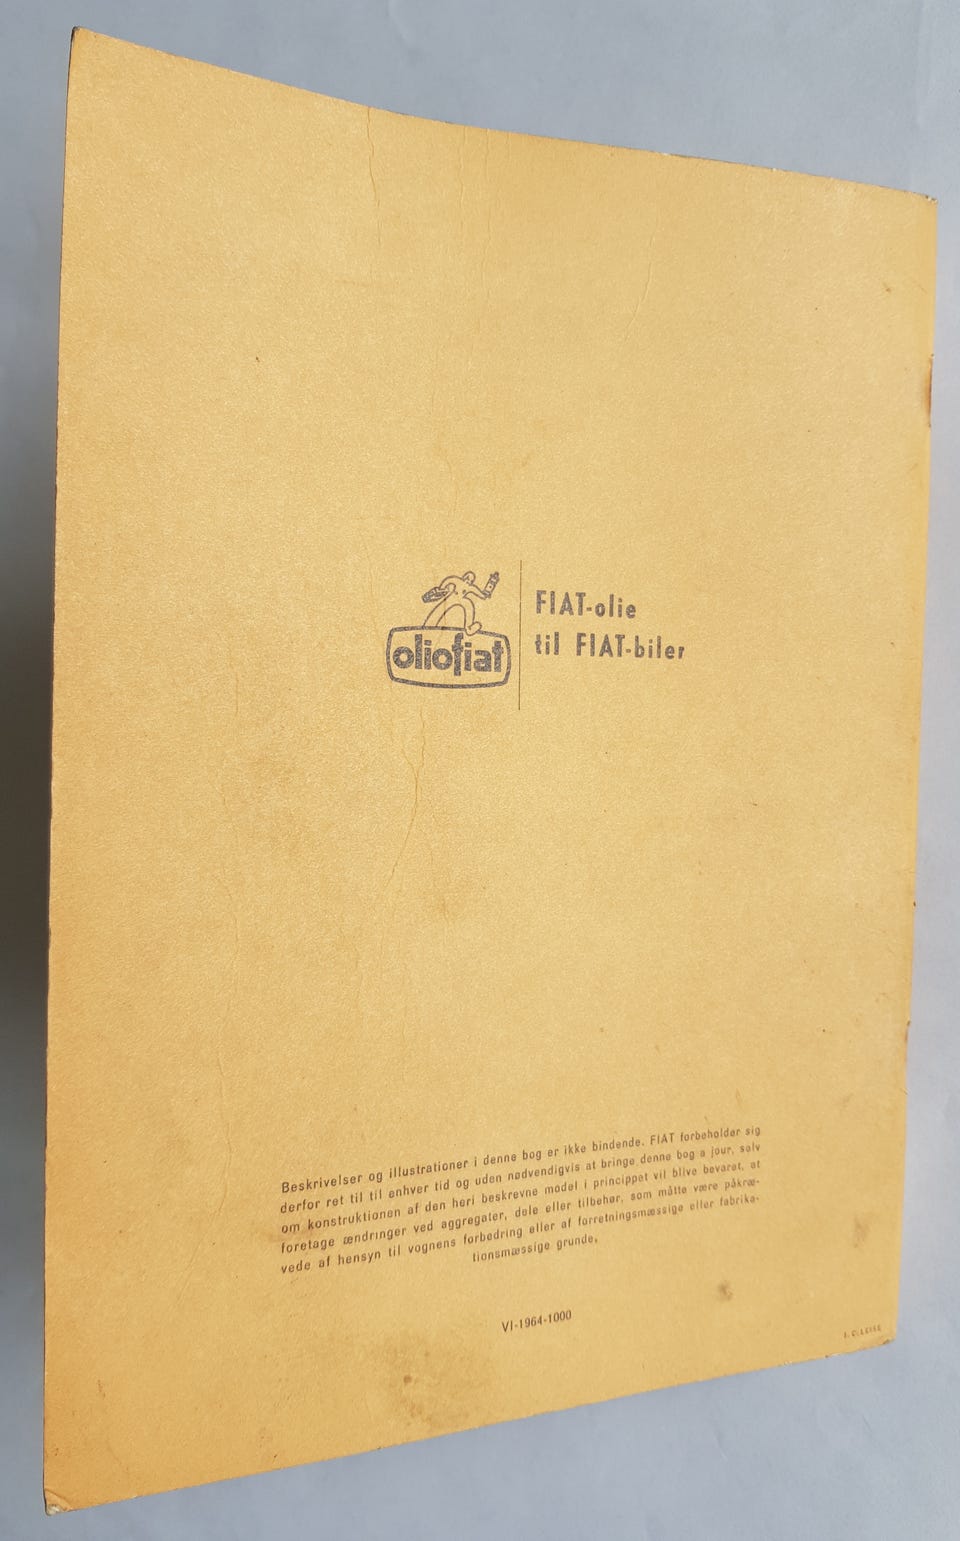 oliofiat
FIAT-olie
til FIAT-biler
Beskrivelser og illustrationer i denne bog er ikke bindende. FIAT forbeholder sig
derfor ret til til enhver tid og uden nødvendigvis at bringe denne bog a jour, selv
om konstruktionen af den heri beskrevne model i princippet vil blive bevaret, at
foretage ændringer ved aggregater, dele eller tilbehør, som måtte være påkræ-
vede af hensyn til vognens forbedring eller af forretningsmæssige eller fabrika-
tionsmæssige grunde.
VI-1964-1000